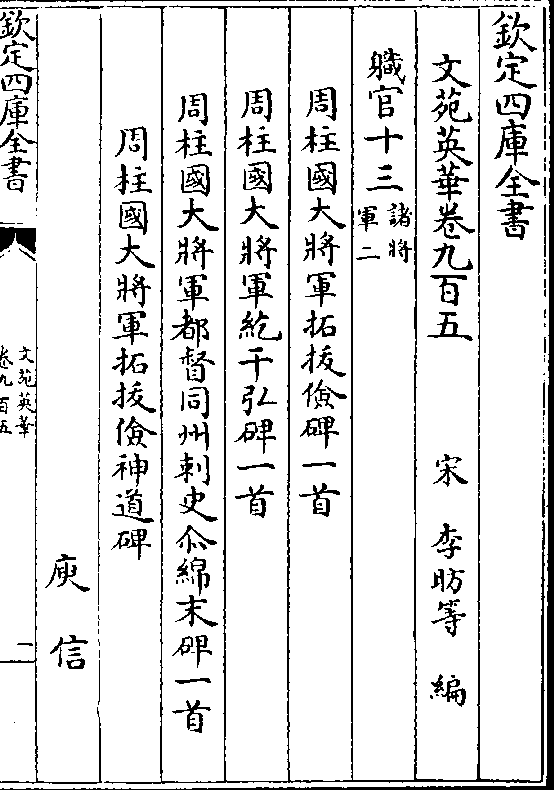 欽定四庫全書
文苑英華卷九百五
宋 李昉等 編
職官十三 諸將軍二
周柱國大將軍拓拔儉碑一首
周柱國大將軍紇干弘碑一首
周柱國大將軍都督同州刺史尒綿末碑一首
周柱國大將軍拓拔儉神道碑
庾信
欽定四庫全書
文苑英華
卷九百五
一